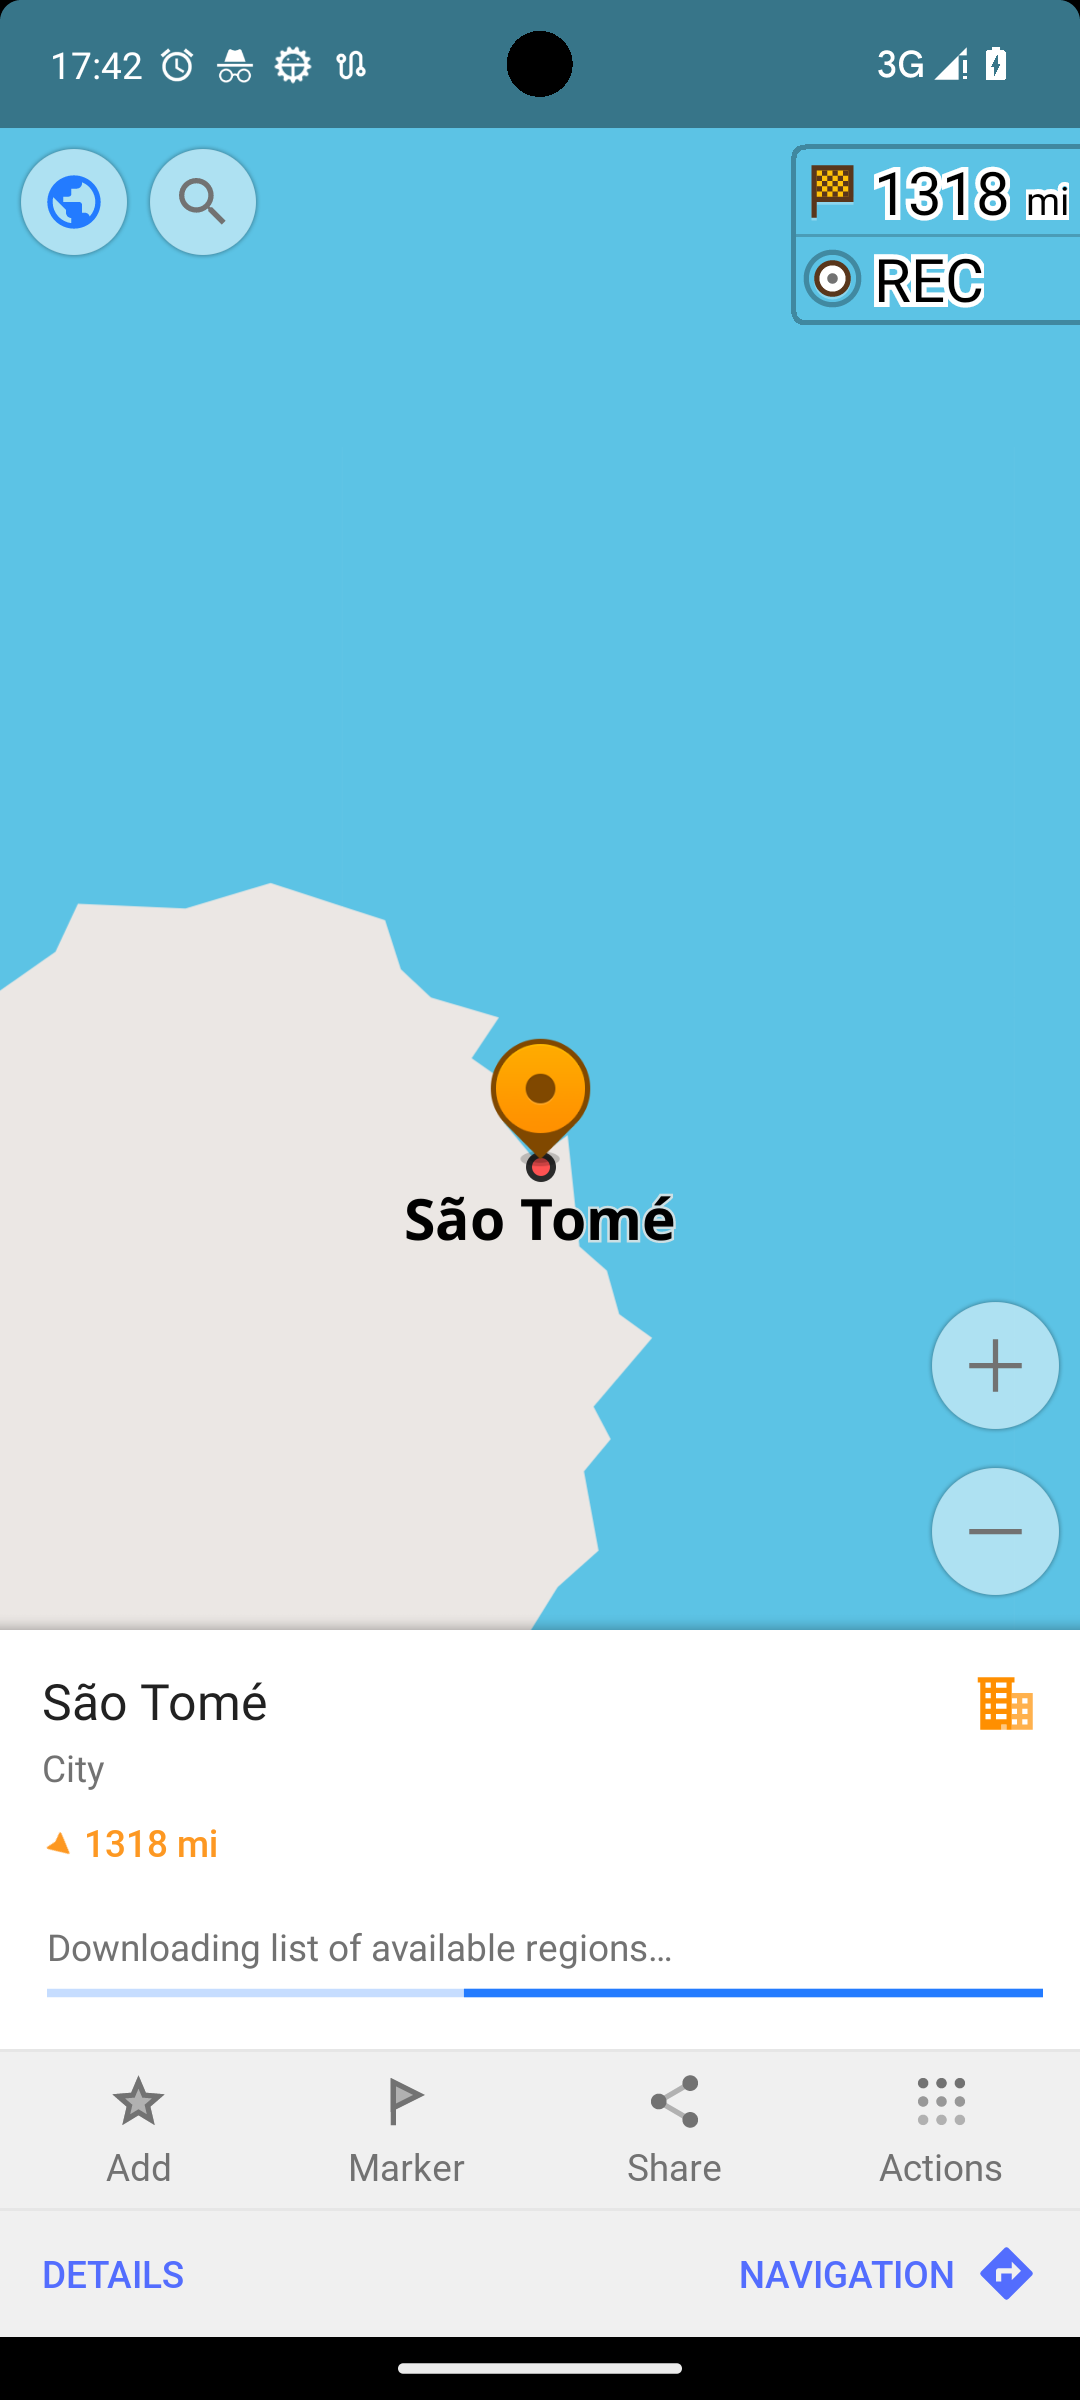 17:42
3G
1318 mi
REC
São Tomé
São Tomé
City
1318 mi
Downloading list of available regions...
Add
Marker
Share
Actions
DETAILS
NAVIGATION